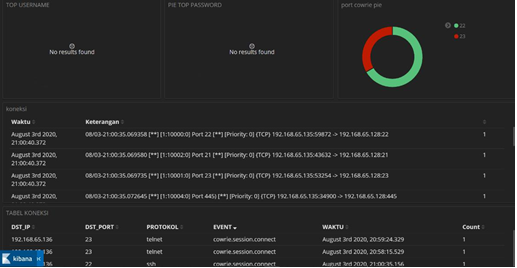 TOP USERNAME
PIE TOP PASSWORD
port cowrie pie
No results found
No results found
22
23
koneksi
Waktu Keterangan
August 3rd 2020, 21:00:40.372 08/03-21:00:35.069358 [**] [1:10000:0] Port 22 [**] [Priority: 0] {TCP} 192.168.65.135:59872 -> 192.168.65.128:22 1
August 3rd 2020, 21:00:40.372 08/03-21:00:35.069580 [**] [1:10002:0] Port 21 [**] [Priority: 0] {TCP} 192.168.65.135:43632 -> 192.168.65.128:21 1
August 3rd 2020, 21:00:40.372 08/03-21:00:35.069735 [**] [1:10001:0] Port 23 [**] [Priority: 0] {TCP} 192.168.65.135:53254 -> 192.168.65.128:23 1
August 3rd 2020, 08/03-21:00:35.072645 [**] [1:10004:0] Port 445) [**] [Priority: 0] {TCP} 192.168.65.135:34900 -> 192.168.65.128:445 1
TABEL KONEKSI
DST_IP DST_PORT PROTOKOL EVENT WAKTU Count
192.168.65.136 23 telnet cowrie.session.connect August 3rd 2020, 20:59:24.329 1
23 telnet cowrie.session.connect August 3rd 2020, 20:58:15.529 1
22 ssh cowrie.session.connect August 3rd 2020, 21:00:35.156 1
kibana